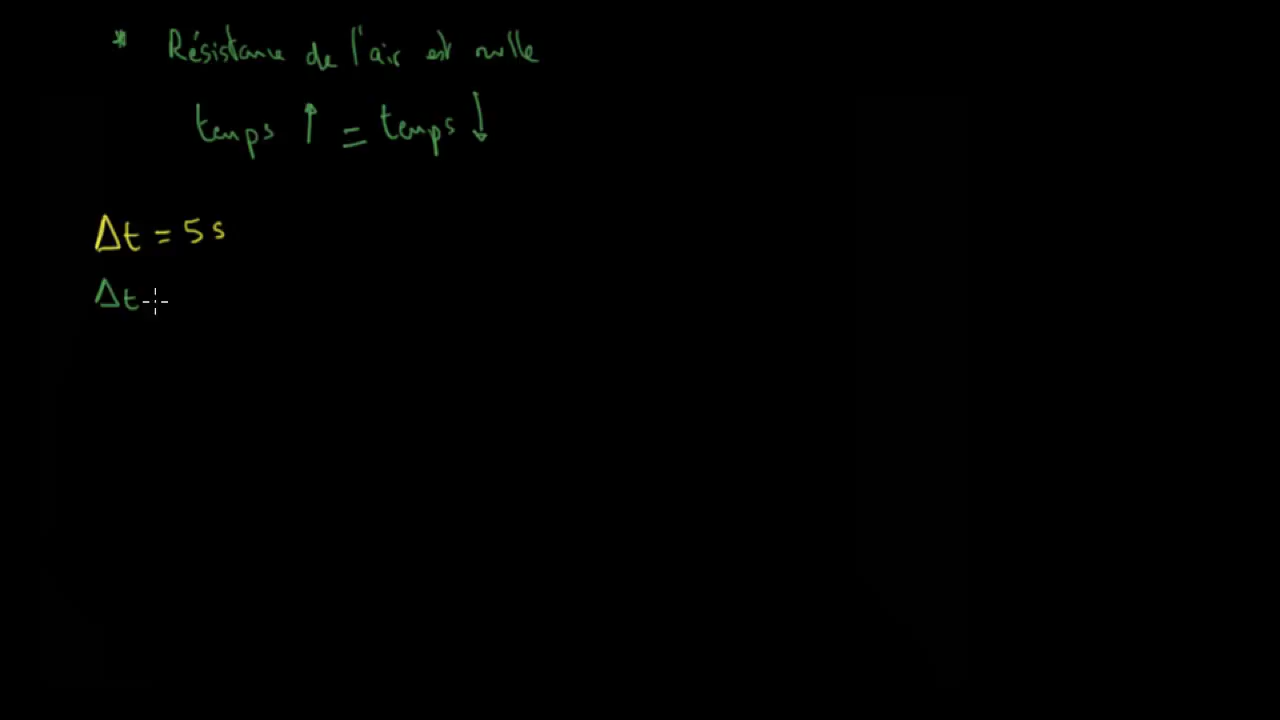 * Résistance de l'air est nulle
temps ↑ = temps ↓
Δt = 5 s
Δt